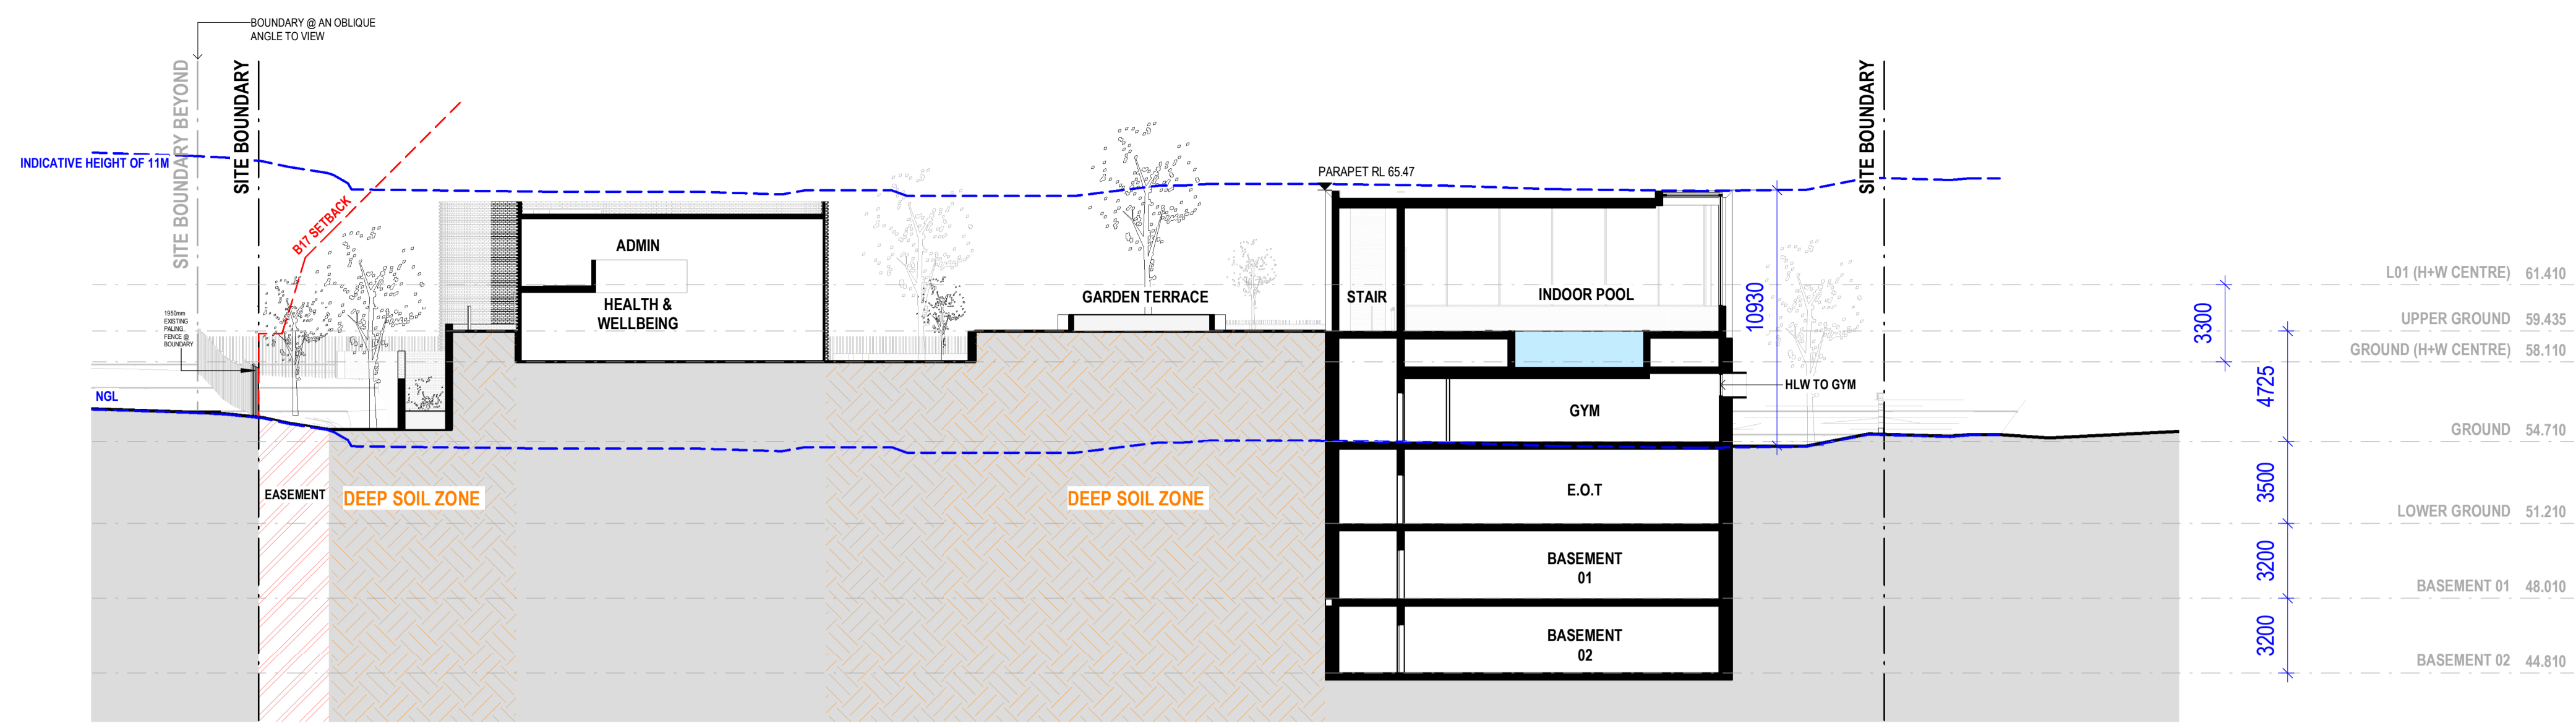 BOUNDARY @ AN OBLIQUE
ANGLE TO VIEW
SITE BOUNDARY BEYOND
SITE BOUNDARY
SITE BOUNDARY
INDICATIVE HEIGHT OF 11M
B17 SETBACK
PARAPET RL 65.47
ADMIN
HEALTH &
WELLBEING
GARDEN TERRACE
STAIR
INDOOR POOL
10930
1950mm
EXISTING
PALING
FENCE @
BOUNDARY
NGL
HLW TO GYM
GYM
EASEMENT
DEEP SOIL ZONE
DEEP SOIL ZONE
E.O.T
BASEMENT
01
BASEMENT
02
3300
4725
3500
3200
3200
L01 (H+W CENTRE) 61.410
UPPER GROUND 59.435
GROUND (H+W CENTRE) 58.110
GROUND 54.710
LOWER GROUND 51.210
BASEMENT 01 48.010
BASEMENT 02 44.810